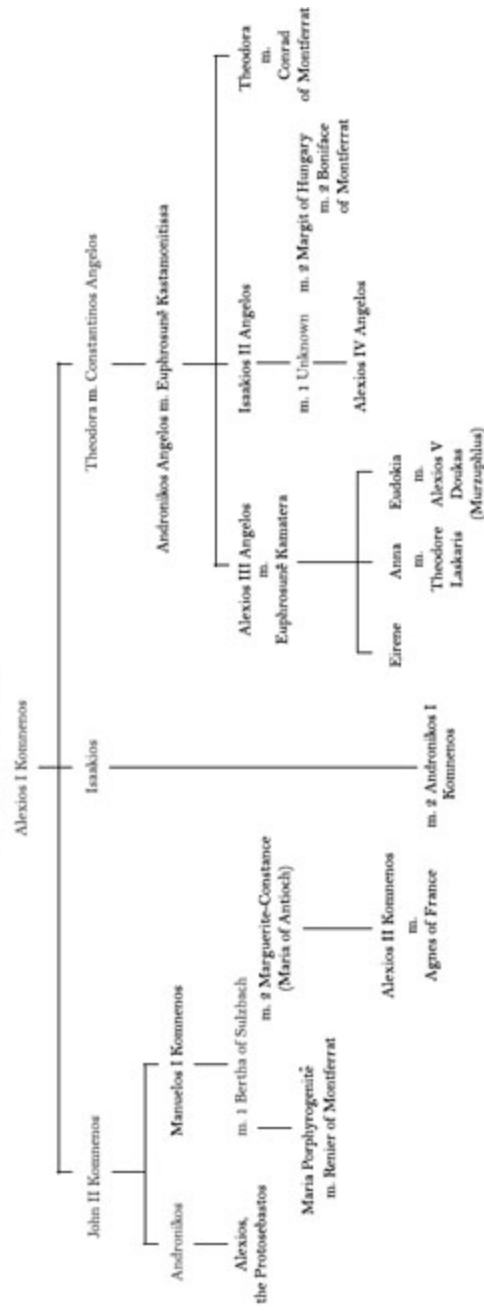 Alexios I Komnenos
John II Komnenos
Isaakios
Theodora m. Constantinos Angelos
Andronikos
Manuelos I Komnenos
Andronikos Angelos m. Euphrosunē Kastamonitissa
Alexios,
the Protosebastos
m. 1 Bertha of Sulzbach
m. 2 Marguerite-Constance
(Maria of Antioch)
Alexios III Angelos
m.
Euphrosunē Kamatera
Isaakios II Angelos
m. 1 Unknown
m. 2 Margit of Hungary
m. 2 Boniface
of Montferrat
Theodora
m.
Conrad
of Montferrat
Maria Porphyrogenitē
m. Renier of Montferrat
Alexios II Komnenos
m.
Agnes of France
m. 2 Andronikos I
Komnenos
Eirene
Anna
m.
Theodore
Laskaris
Eudokia
m.
Alexios V
Doukas
(Murzuphlus)
Alexios IV Angelos